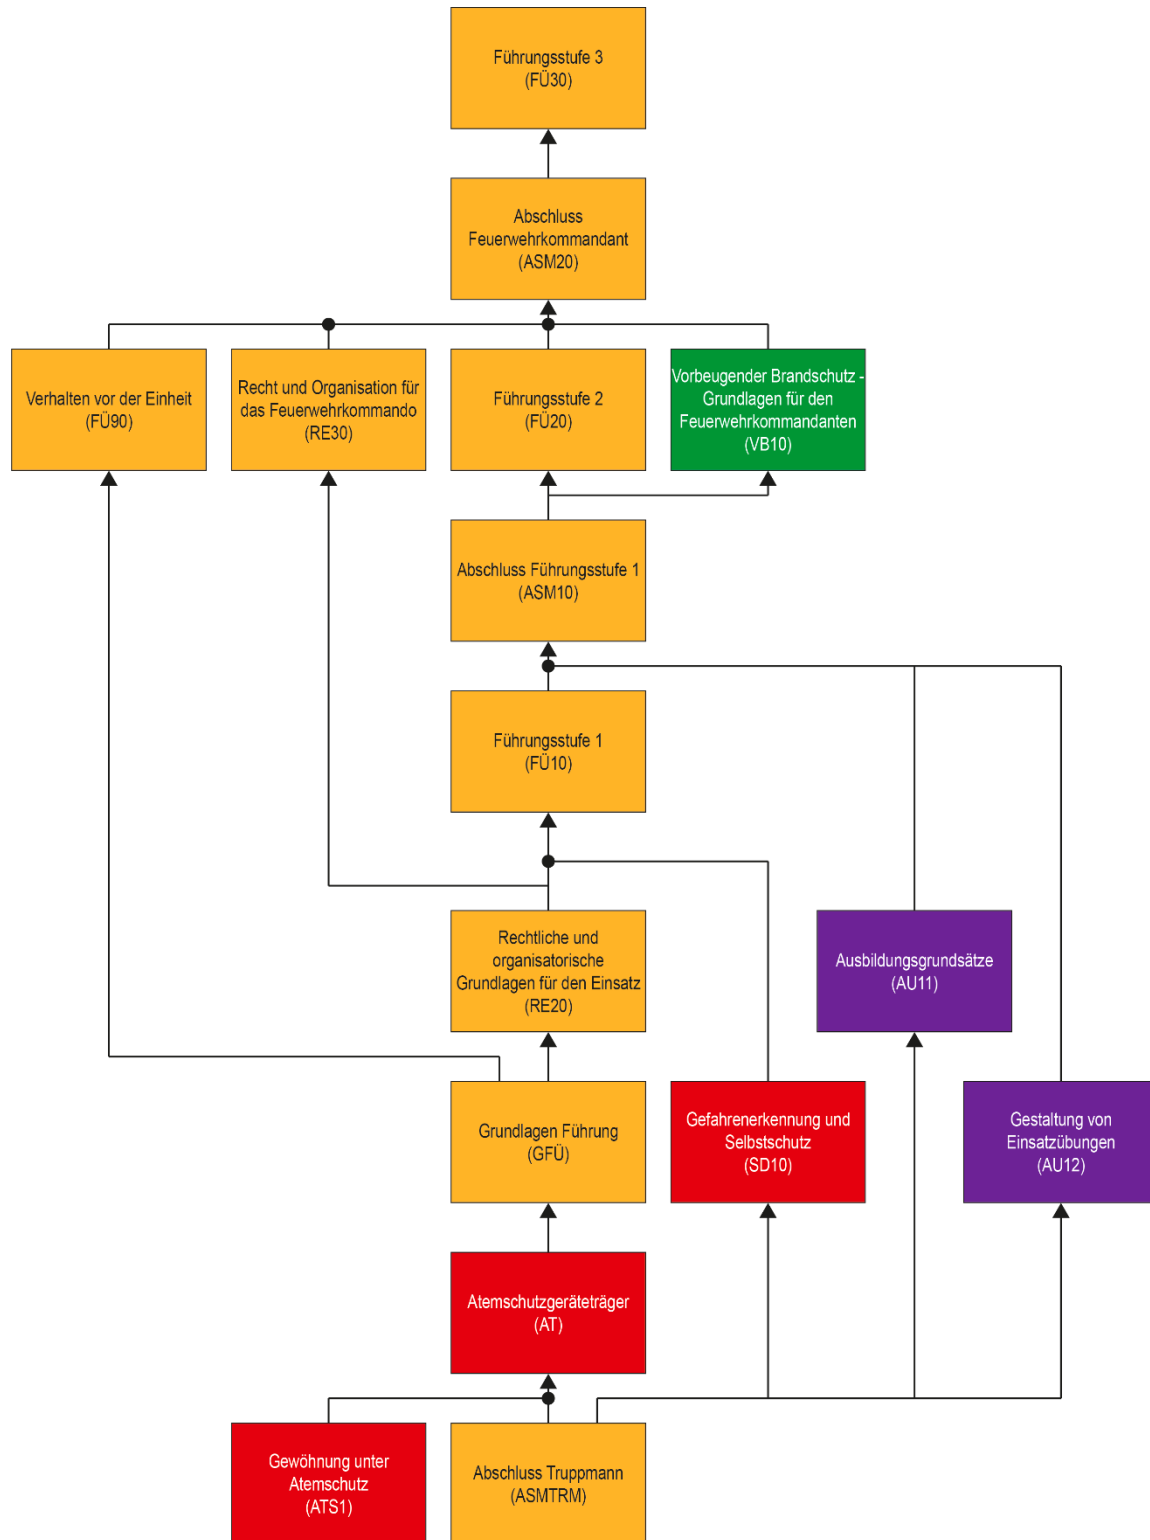 Führungsstufe 3
(FÜ30)
Abschluss
Feuerwehrkommandant
(ASM20)
Verhalten vor der Einheit
(FÜ90)
Recht und Organisation für
das Feuerwehrkommando
(RE30)
Führungsstufe 2
(FÜ20)
Vorbeugender Brandschutz -
Grundlagen für den
Feuerwehrkommandanten
(VB10)
Abschluss Führungsstufe 1
(ASM10)
Führungsstufe 1
(FÜ10)
Rechtliche und
organisatorische
Grundlagen für den Einsatz
(RE20)
Ausbildungsgrundsätze
(AU11)
Grundlagen Führung
(GFÜ)
Gefahrenerkennung und
Selbstschutz
(SD10)
Gestaltung von
Einsatzübungen
(AU12)
Atemschutzgeräteträger
(AT)
Gewöhnung unter
Atemschutz
(ATS1)
Abschluss Truppmann
(ASMTRM)